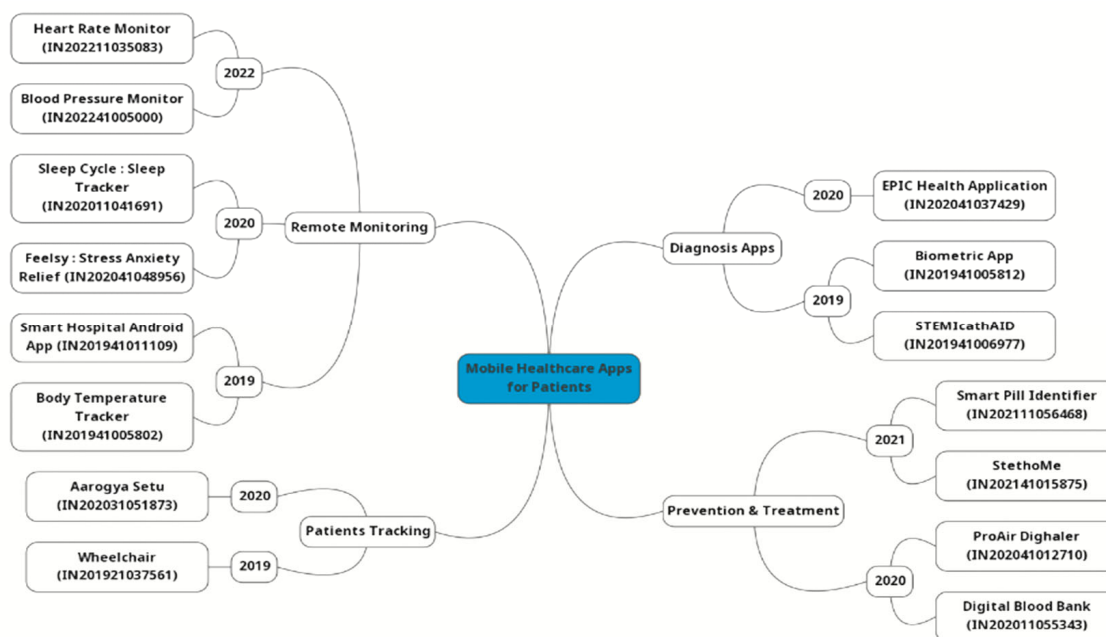 Heart Rate Monitor
(IN202211035083)
2022
Blood Pressure Monitor
(IN202241005000)
Sleep Cycle : Sleep
Tracker
(IN202011041691)
2020
Feelsy : Stress Anxiety
Relief (IN202041048956)
Remote Monitoring
Smart Hospital Android
App (IN201941011109)
2019
Body Temperature
Tracker
(IN201941005802)
Aarogya Setu
(IN202031051873)
2020
Patients Tracking
Wheelchair
(IN201921037561)
2019
Mobile Healthcare Apps
for Patients
Diagnosis Apps
2020
EPIC Health Application
(IN202041037429)
2019
Biometric App
(IN201941005812)
STEMIcathAID
(IN201941006977)
Prevention & Treatment
2021
Smart Pill Identifier
(IN202111056468)
StethoMe
(IN202141015875)
2020
ProAir Dighaler
(IN202041012710)
Digital Blood Bank
(IN202011055343)